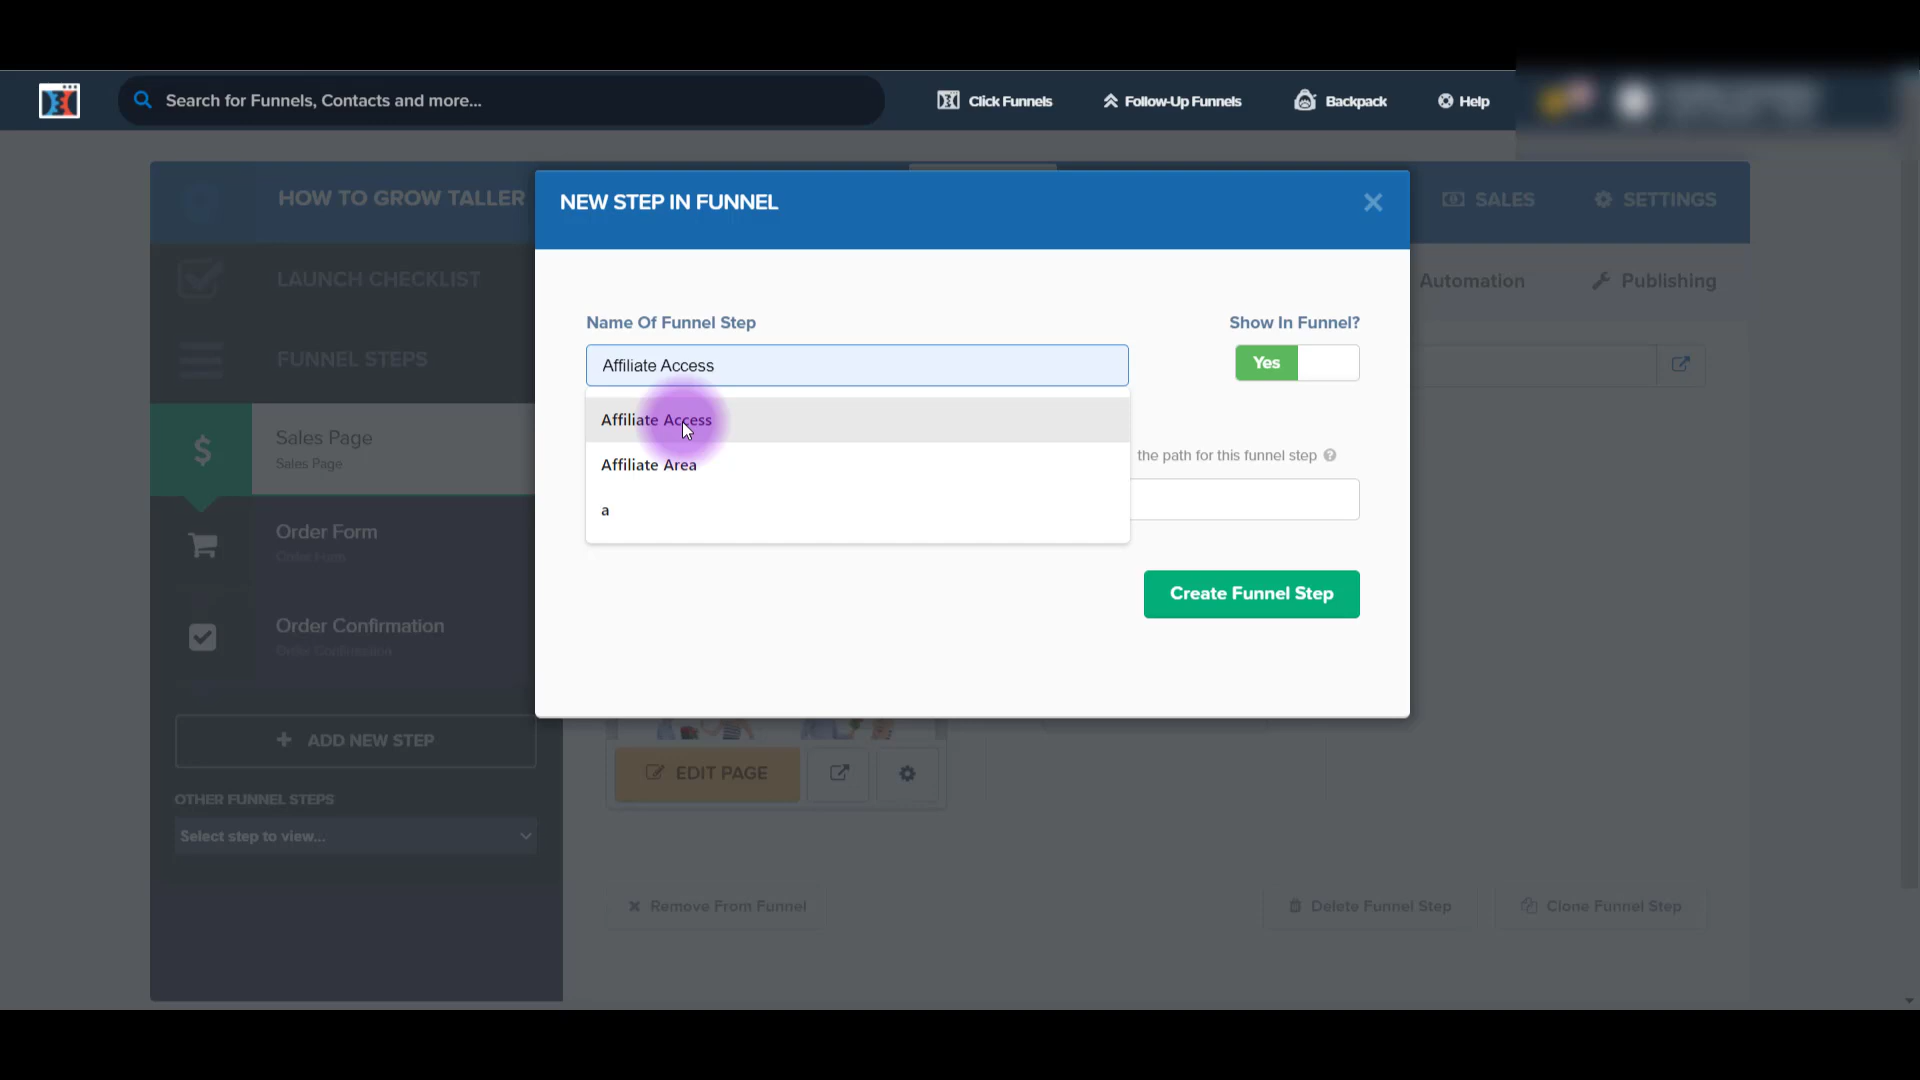 Search for Funnels, Contacts and more...
Click Funnels
Follow-Up Funnels
Backpack
Help
HOW TO GROW TALLER
NEW STEP IN FUNNEL
SALES
SETTINGS
LAUNCH CHECKLIST
Automation
Publishing
Name Of Funnel Step
Show In Funnel?
FUNNEL STEPS
Affiliate Access
Yes
Affiliate Access
Sales Page
Sales Page
the path for this funnel step
Affiliate Area
a
Order Form
Order Form
Create Funnel Step
Order Confirmation
Order Confirmation
+ ADD NEW STEP
EDIT PAGE
OTHER FUNNEL STEPS
Select step to view...
Remove From Funnel
Delete Funnel Step
Clone Funnel Step